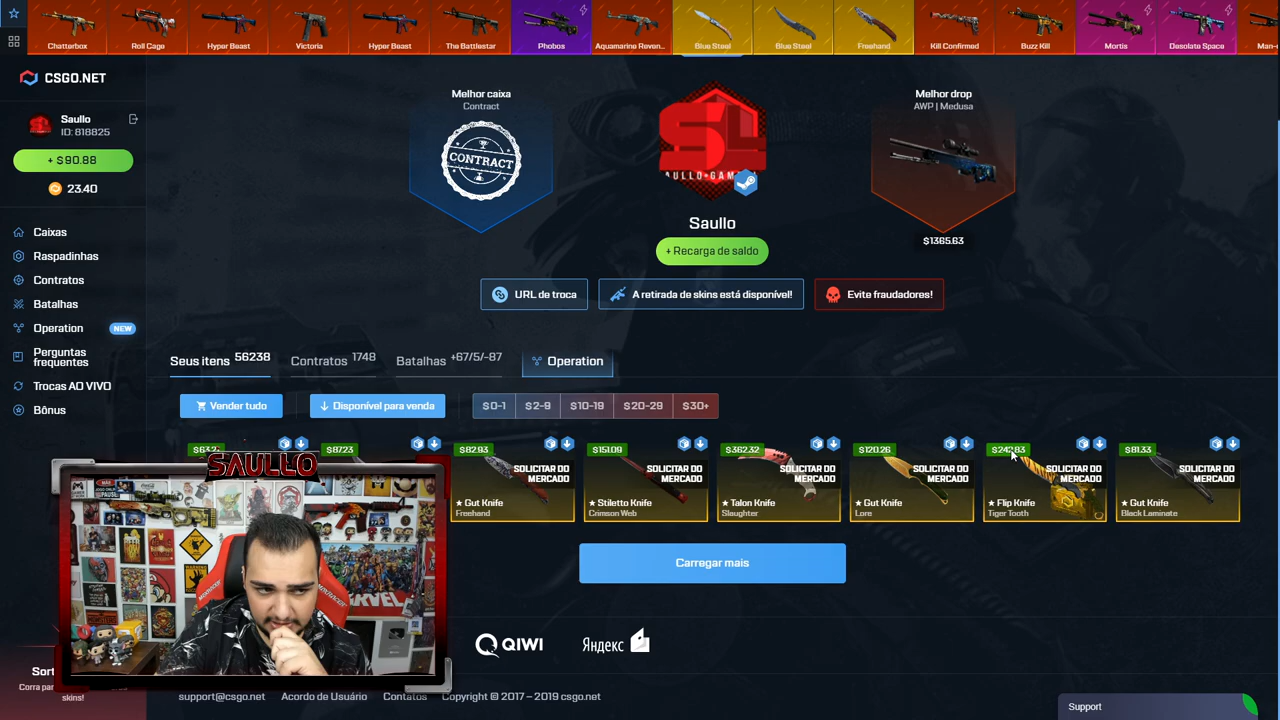 Chatterbox Roll Cage Hyper Beast Victoria Hyper Beast The Battlestar Phobos Aquamarine Reven... Blue Steel Blue Steel Freehand Kill Confirmed Buzz Kill Mortis Desolate Space
CSGO.NET
Saullo
ID: 818825
+ $90.88
23.40
Caixas
Raspadinhas
Contratos
Batalhas
Operation NEW
Perguntas
frequentes
Trocas AO VIVO
Bônus
Melhor caixa
Contract
CONTRACT
SL
Saullo
+ Recarga de saldo
Melhor drop
AWP | Medusa
$1365.63
URL de troca
A retirada de skins está disponível!
Evite fraudadores!
Seus itens 56238
Contratos 1748
Batalhas +67/5/-87
Operation
Vender tudo
Disponível para venda
$0-1 $2-9 $10-19 $20-29 $30+
$87.23
$82.93
SOLICITAR DO
MERCADO
★ Gut Knife
Freehand
$151.09
SOLICITAR DO
MERCADO
★ Stiletto Knife
Crimson Web
$362.32
SOLICITAR DO
MERCADO
★ Talon Knife
Slaughter
$120.26
SOLICITAR DO
MERCADO
★ Gut Knife
Lore
$242.83
SOLICITAR DO
MERCADO
★ Flip Knife
Tiger Tooth
$81.33
SOLICITAR DO
MERCADO
★ Gut Knife
Black Laminate
SAULLO
MARVEL
Carregar mais
QIWI
Яндекс
skins!
support@csgo.net Acordo de Usuário Contatos Copyright © 2017 – 2019 csgo.net
Support